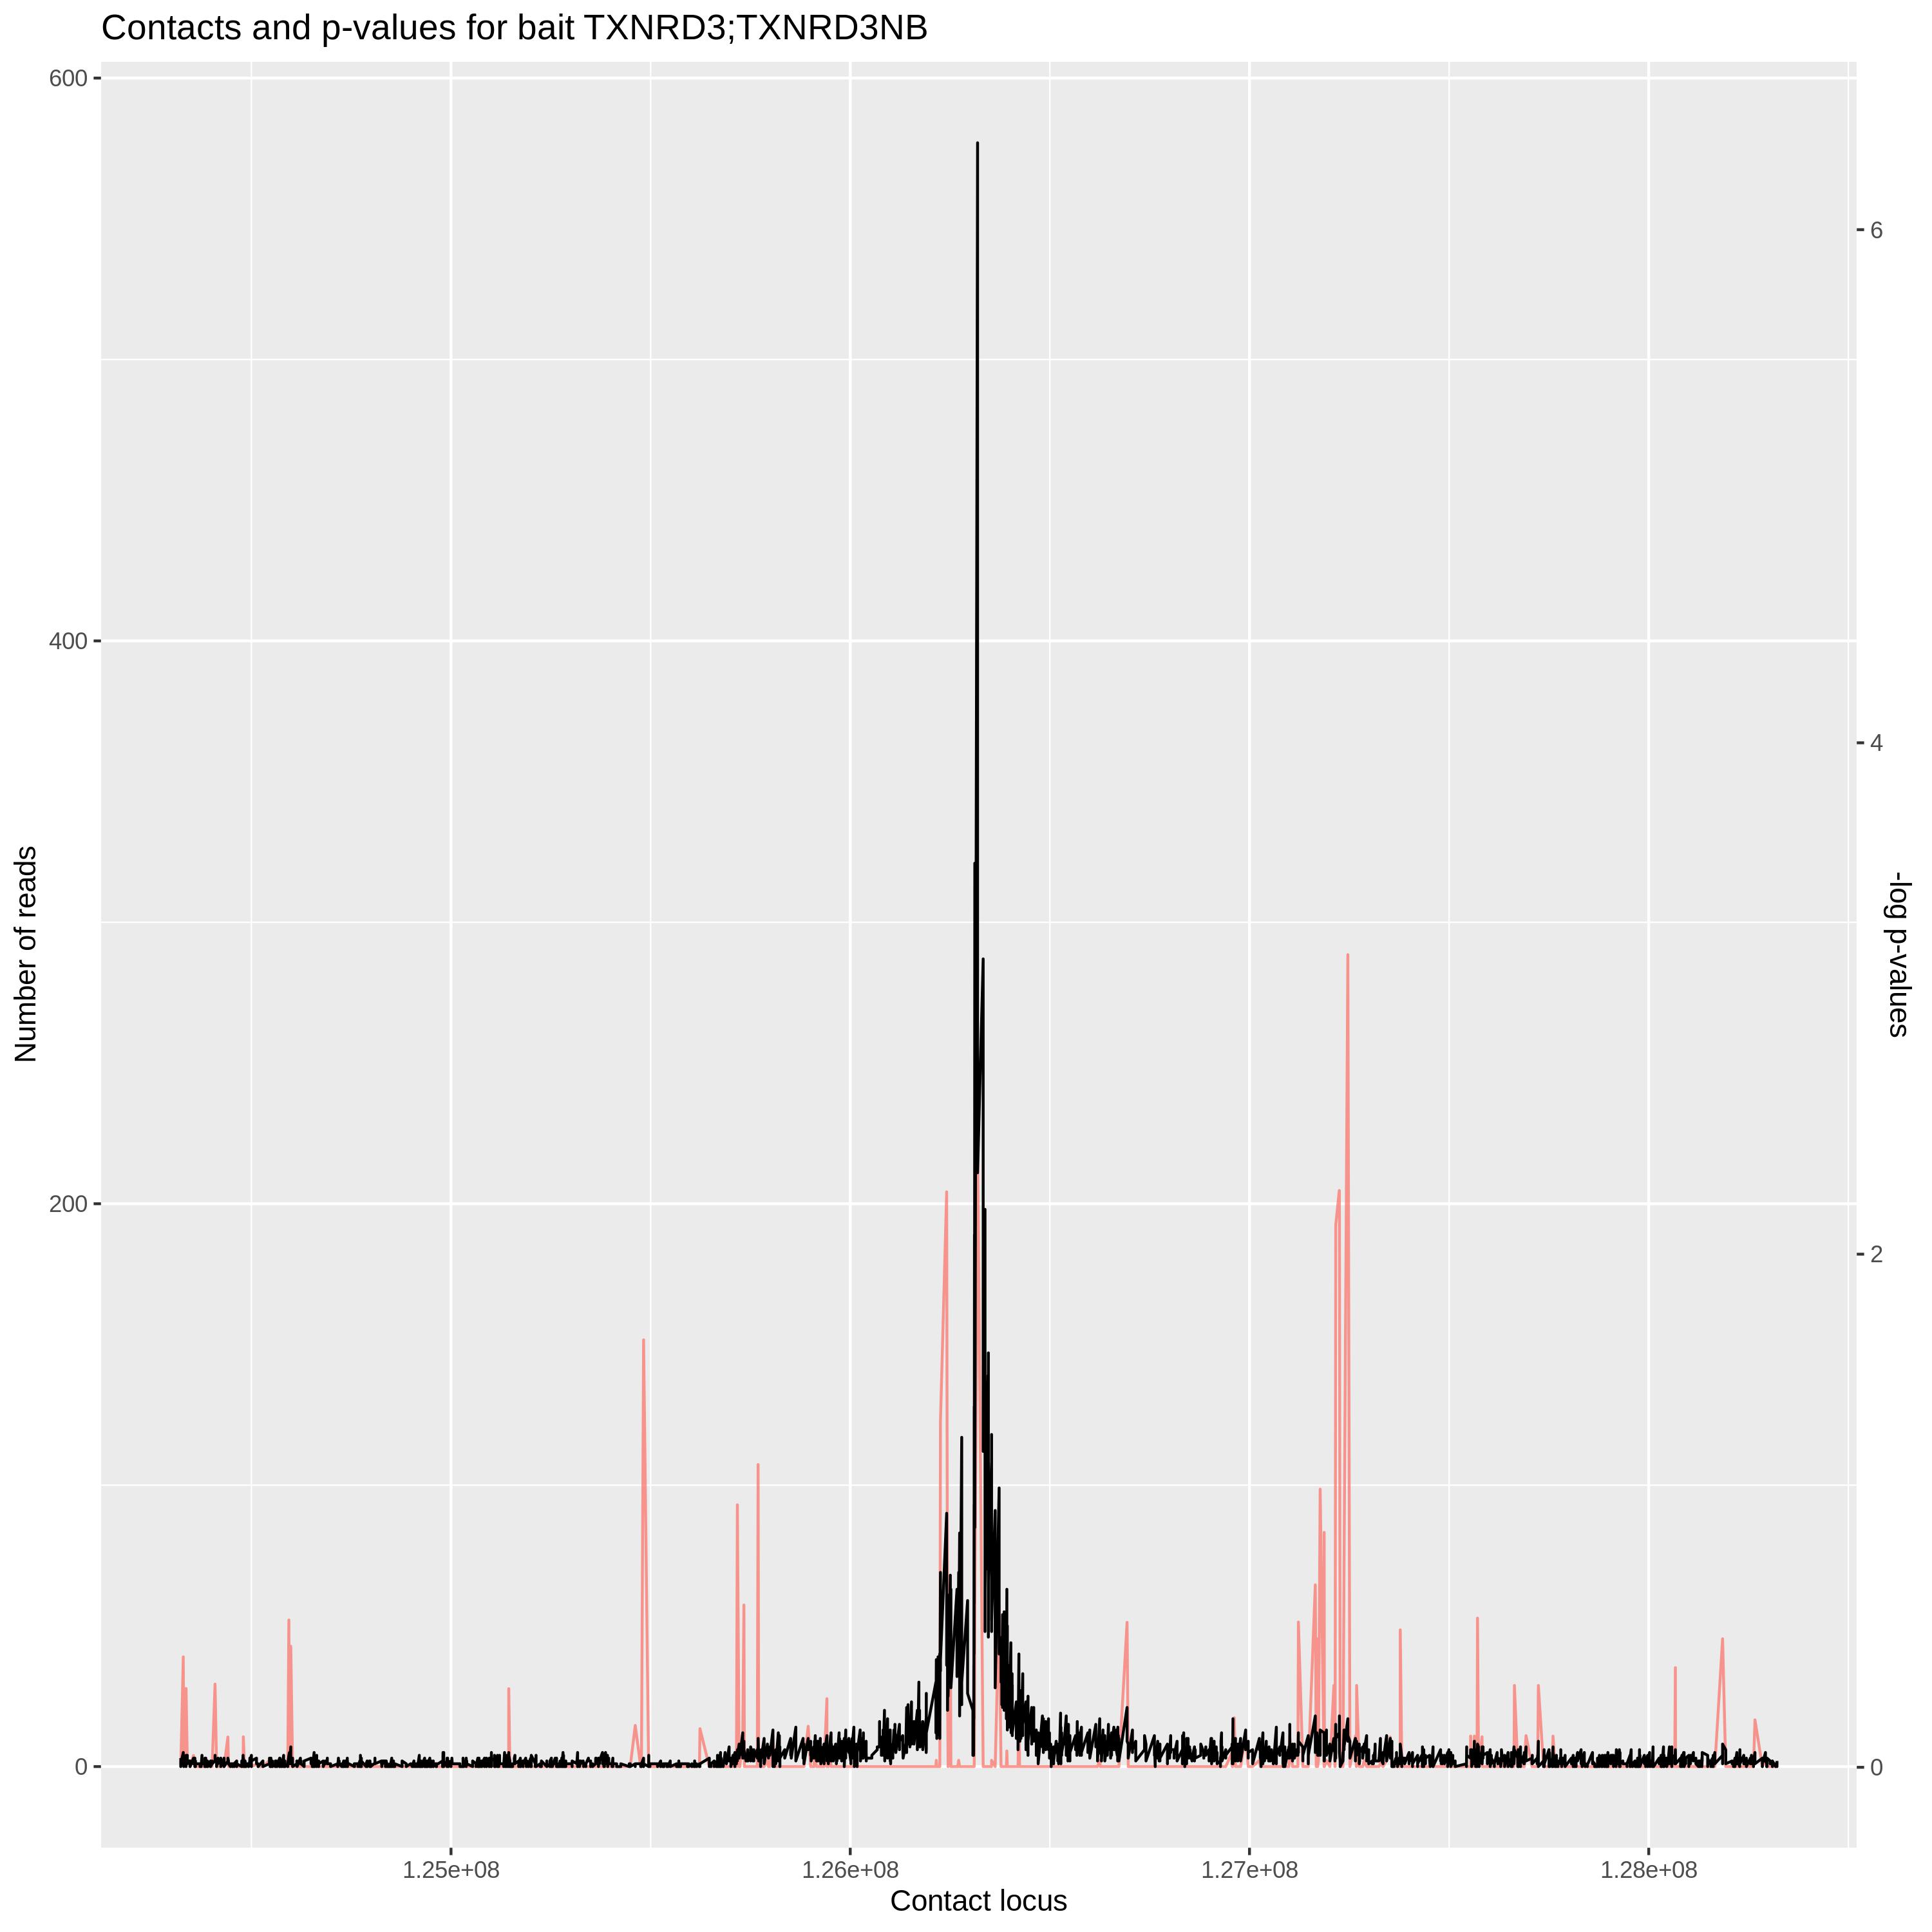 Contacts and p-values for bait TXNRD3;TXNRD3NB
600
400
200
0
Number of reads
6
4
2
0
-log p-values
1.25e+08
1.26e+08
1.27e+08
1.28e+08
Contact locus